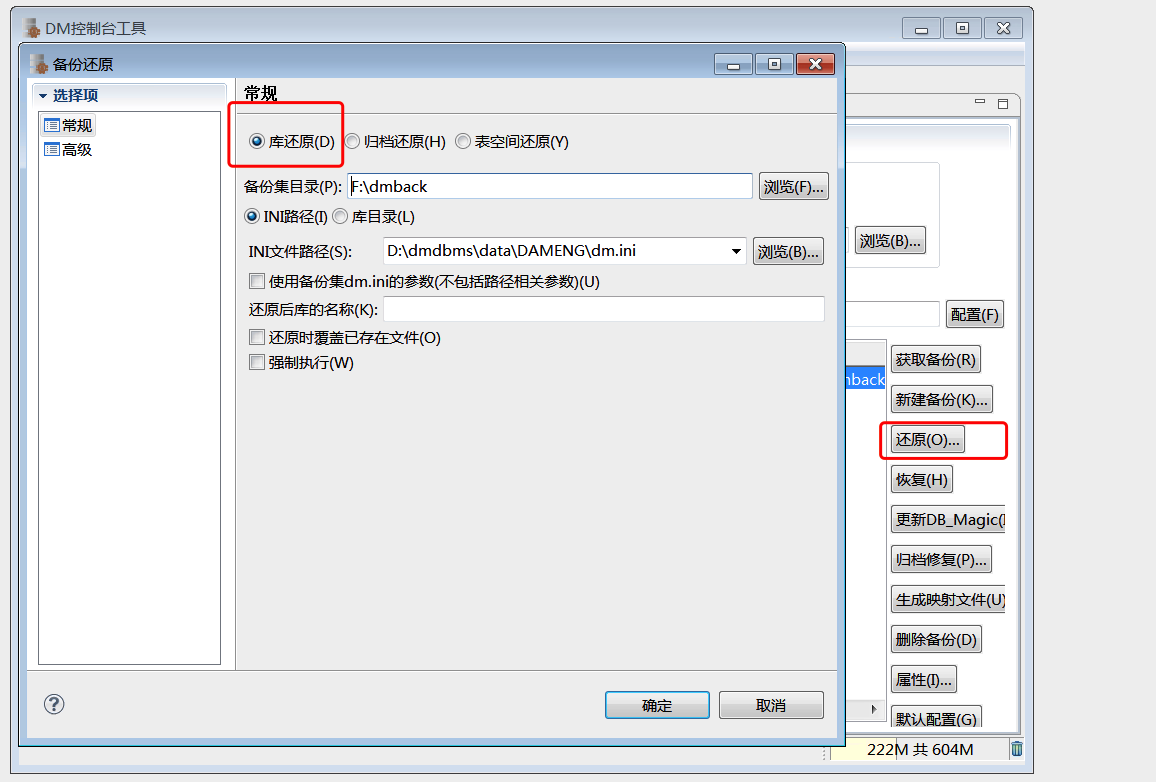 DM控制台工具
备份还原
选择项
常规
高级
常规
库还原(D) 归档还原(H) 表空间还原(Y)
备份集目录(P): F:\dmback 浏览(F)...
INI路径(I) 库目录(L)
INI文件路径(S): D:\dmdbms\data\DAMENG\dm.ini 浏览(B)...
使用备份集dm.ini的参数(不包括路径相关参数)(U)
还原后库的名称(K):
还原时覆盖已存在文件(O)
强制执行(W)
确定 取消
浏览(B)...
配置(F)
获取备份(R)
nback
新建备份(K)...
还原(O)...
恢复(H)
更新DB_Magic(
归档修复(P)...
生成映射文件(U)
删除备份(D)
属性(I)...
默认配置(G)
222M 共 604M